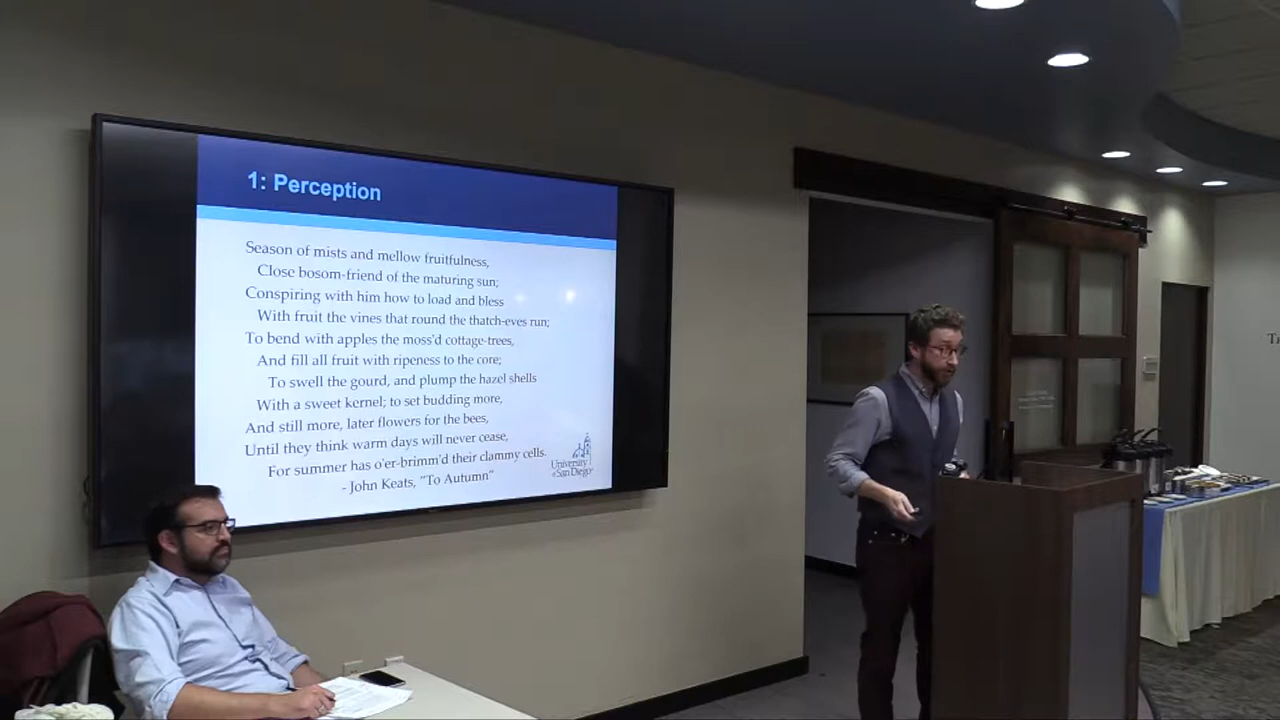 1: Perception
Season of mists and mellow fruitfulness,
Close bosom-friend of the maturing sun;
Conspiring with him how to load and bless
With fruit the vines that round the thatch-eves run;
To bend with apples the moss'd cottage-trees,
And fill all fruit with ripeness to the core;
To swell the gourd, and plump the hazel shells
With a sweet kernel; to set budding more,
And still more, later flowers for the bees,
Until they think warm days will never cease,
For summer has o'er-brimm'd their clammy cells.
- John Keats, "To Autumn"
University
of San Diego